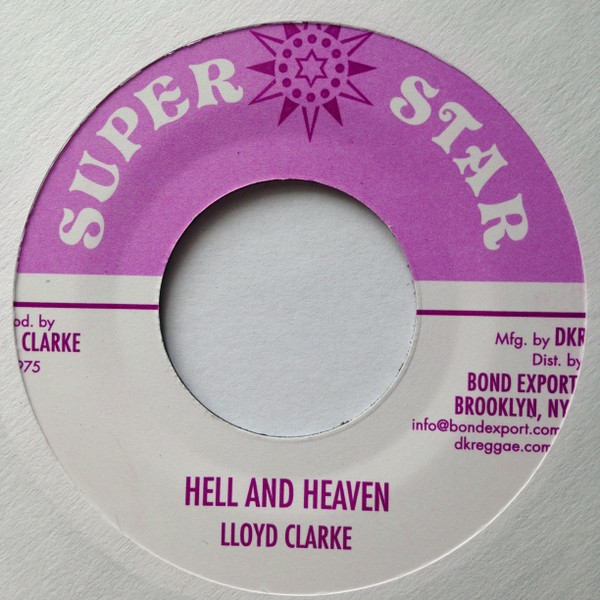 SUPER STAR
od. by
CLARKE
975
Mfg. by DKR
Dist. by
BOND EXPORT
BROOKLYN, NY
info@bondexport.com
dkreggae.com
HELL AND HEAVEN
LLOYD CLARKE